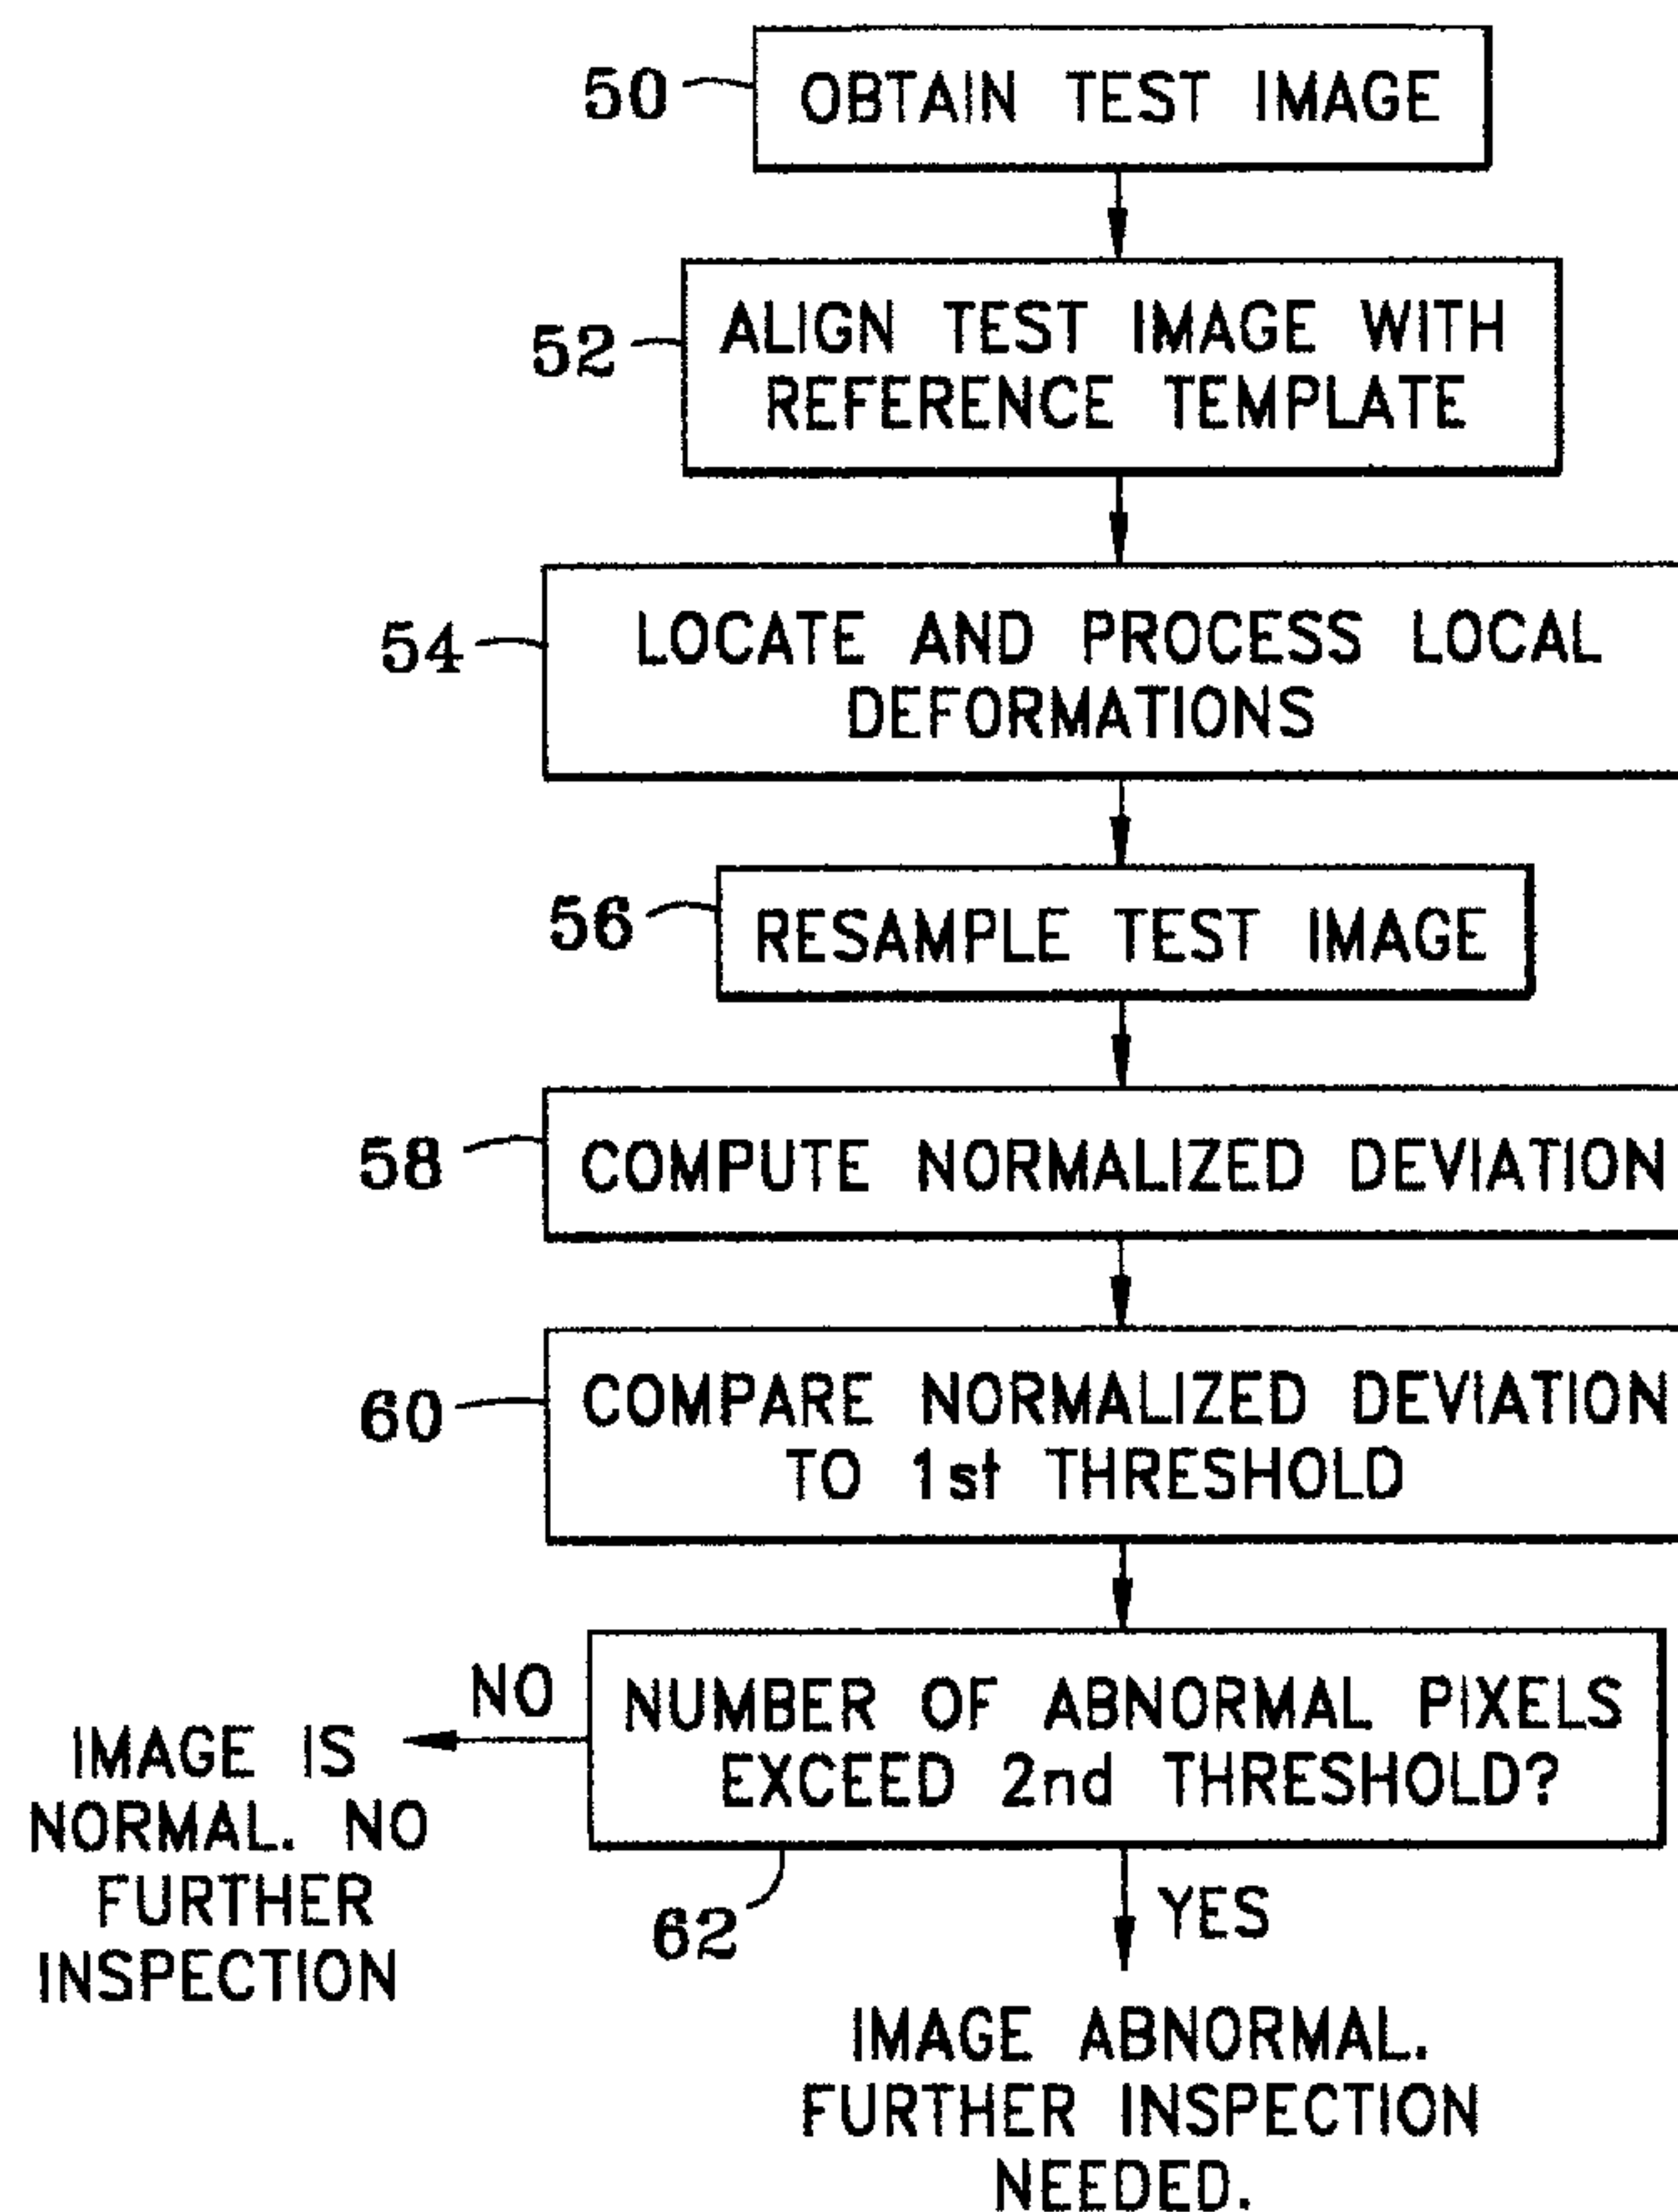 50
OBTAIN TEST IMAGE
52
ALIGN TEST IMAGE WITH
REFERENCE TEMPLATE
54
LOCATE AND PROCESS LOCAL
DEFORMATIONS
56
RESAMPLE TEST IMAGE
58
COMPUTE NORMALIZED DEVIATION
60
COMPARE NORMALIZED DEVIATION
TO 1st THRESHOLD
NUMBER OF ABNORMAL PIXELS
EXCEED 2nd THRESHOLD?
62
NO
IMAGE IS
NORMAL. NO
FURTHER
INSPECTION
YES
IMAGE ABNORMAL.
FURTHER INSPECTION
NEEDED.